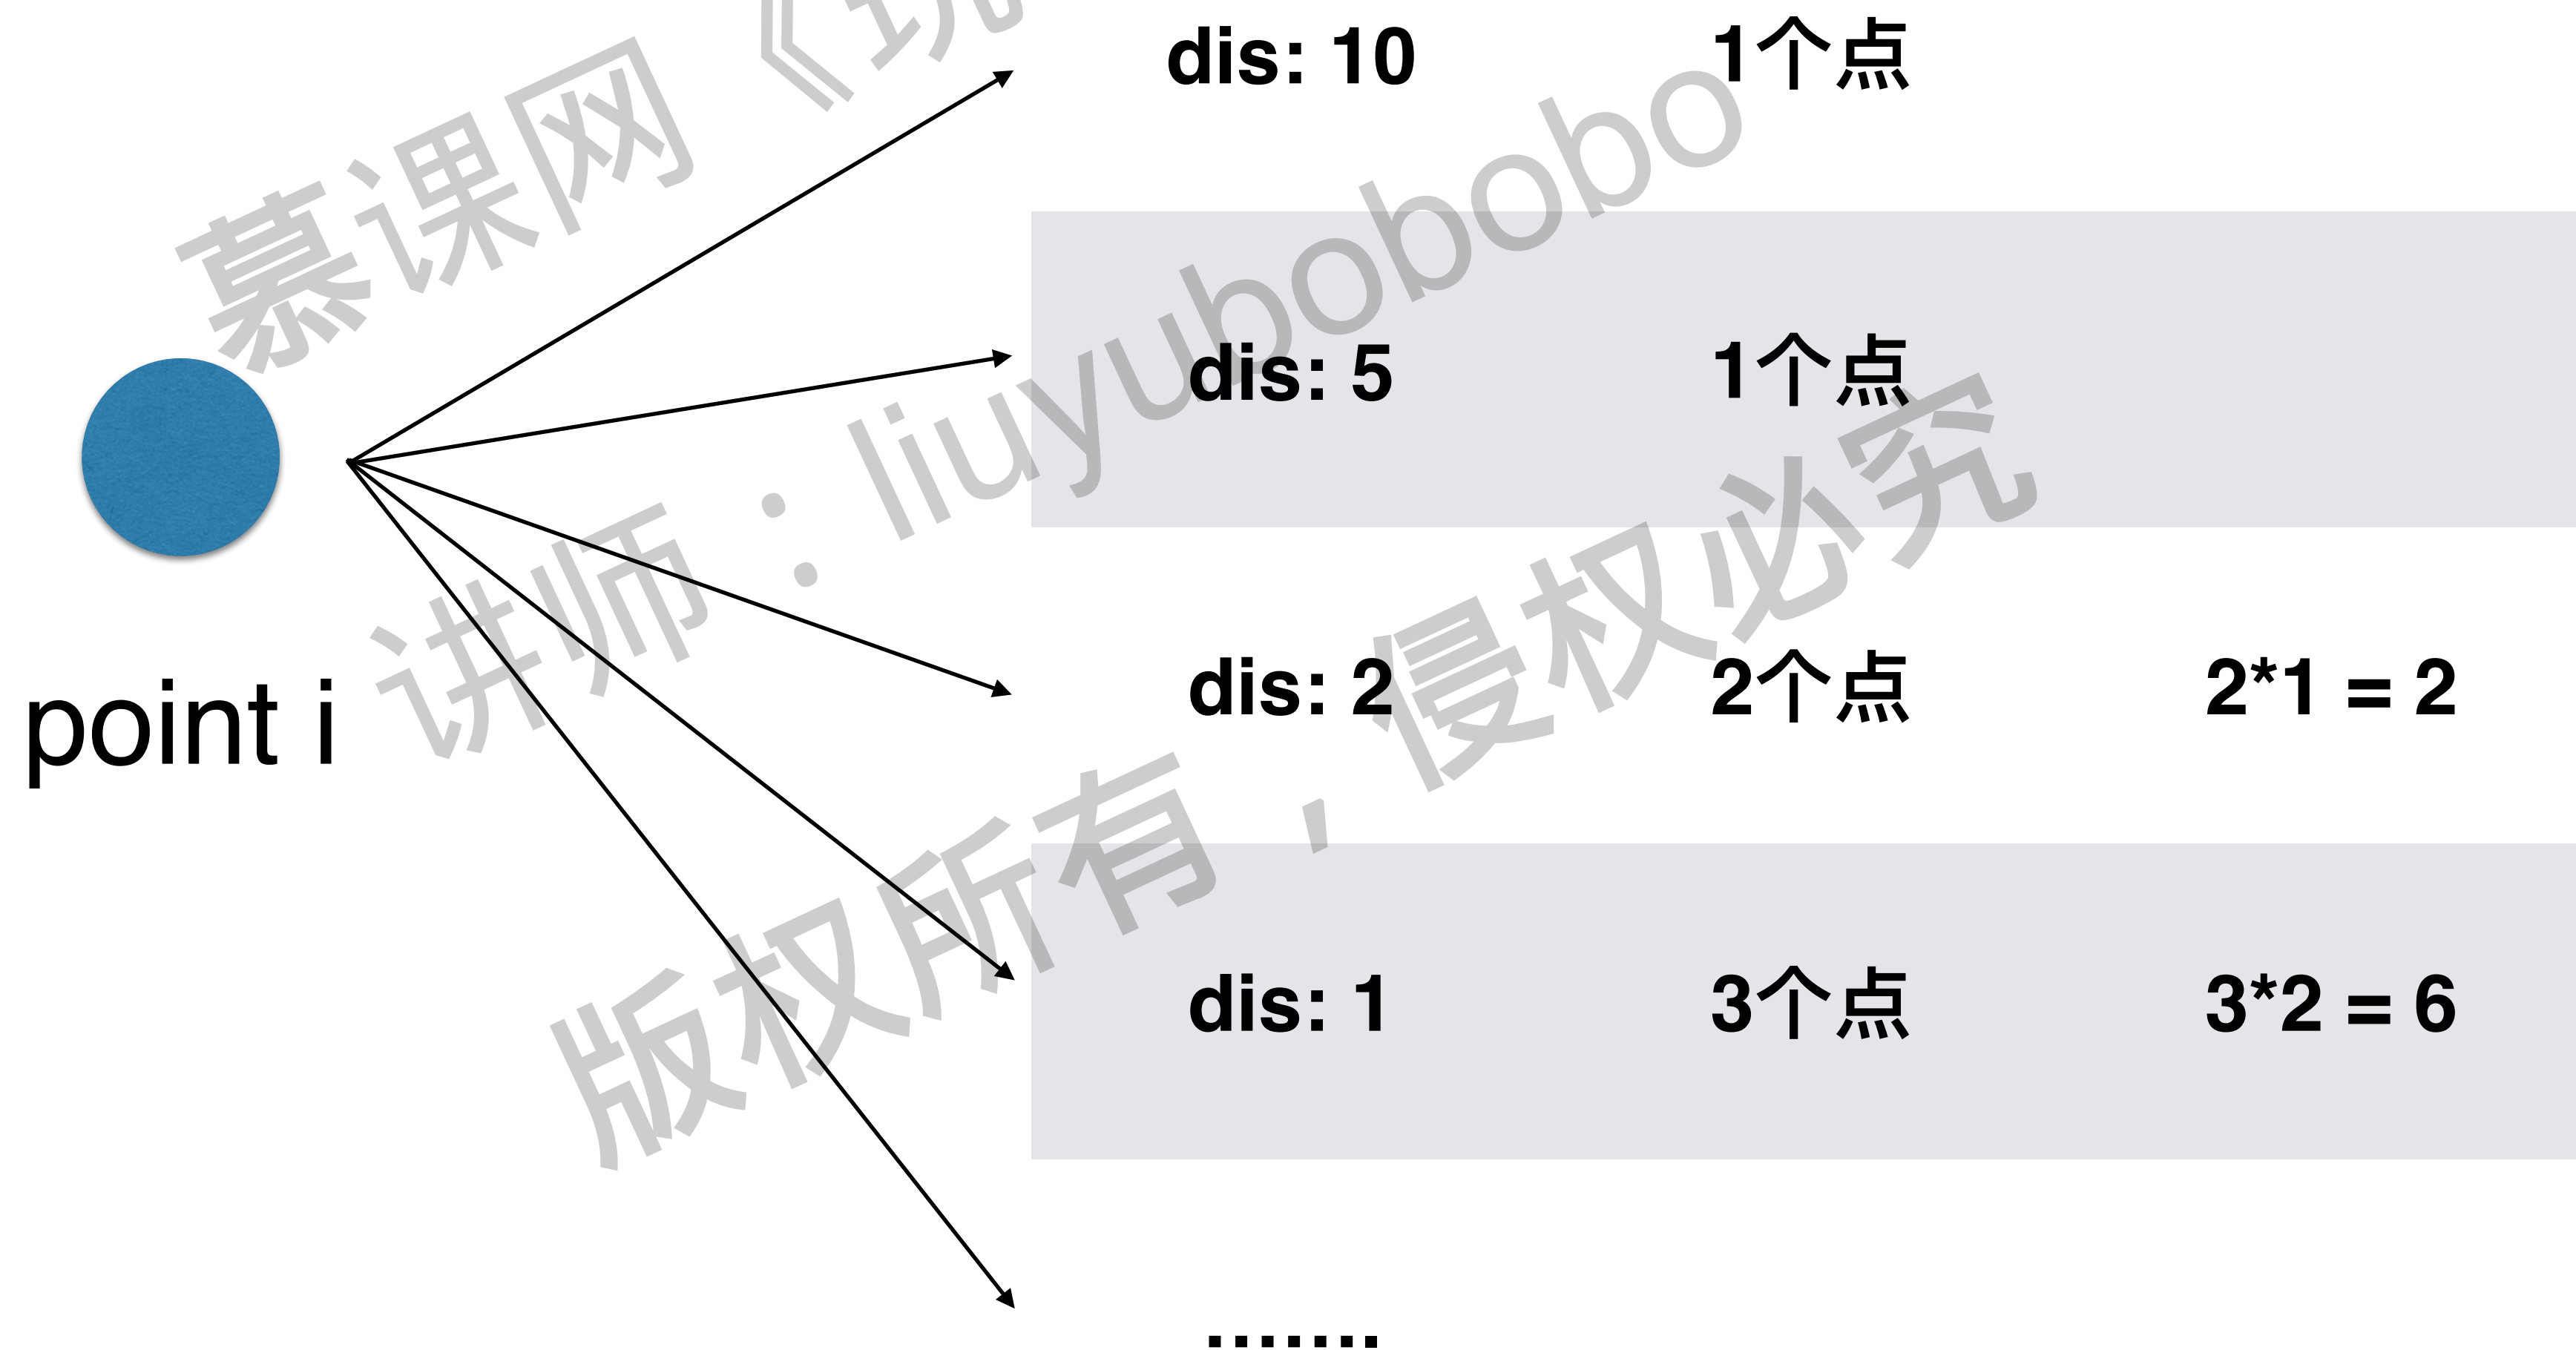 慕课网《玩
讲师：liuyubobobo
版权所有，侵权必究
point i
dis: 10 1个点
dis: 5 1个点
dis: 2 2个点 2*1 = 2
dis: 1 3个点 3*2 = 6
.......